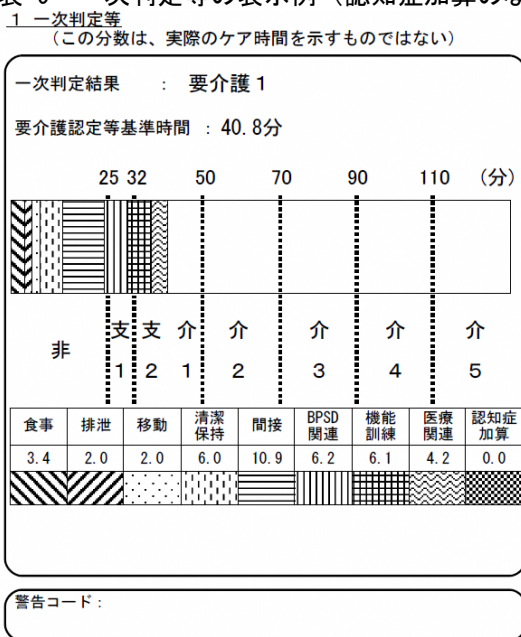 1 一次判定等
（この分数は、実際のケア時間を示すものではない）
一次判定結果 ： 要介護１
要介護認定等基準時間 ：40.8分
25 32 50 70 90 110 （分）
非 支1 支2 介1 介2 介3 介4 介5
食事 排泄 移動 清潔保持 間接 BPSD関連 機能訓練 医療関連 認知症加算
3.4 2.0 2.0 6.0 10.9 6.2 6.1 4.2 0.0
警告コード：